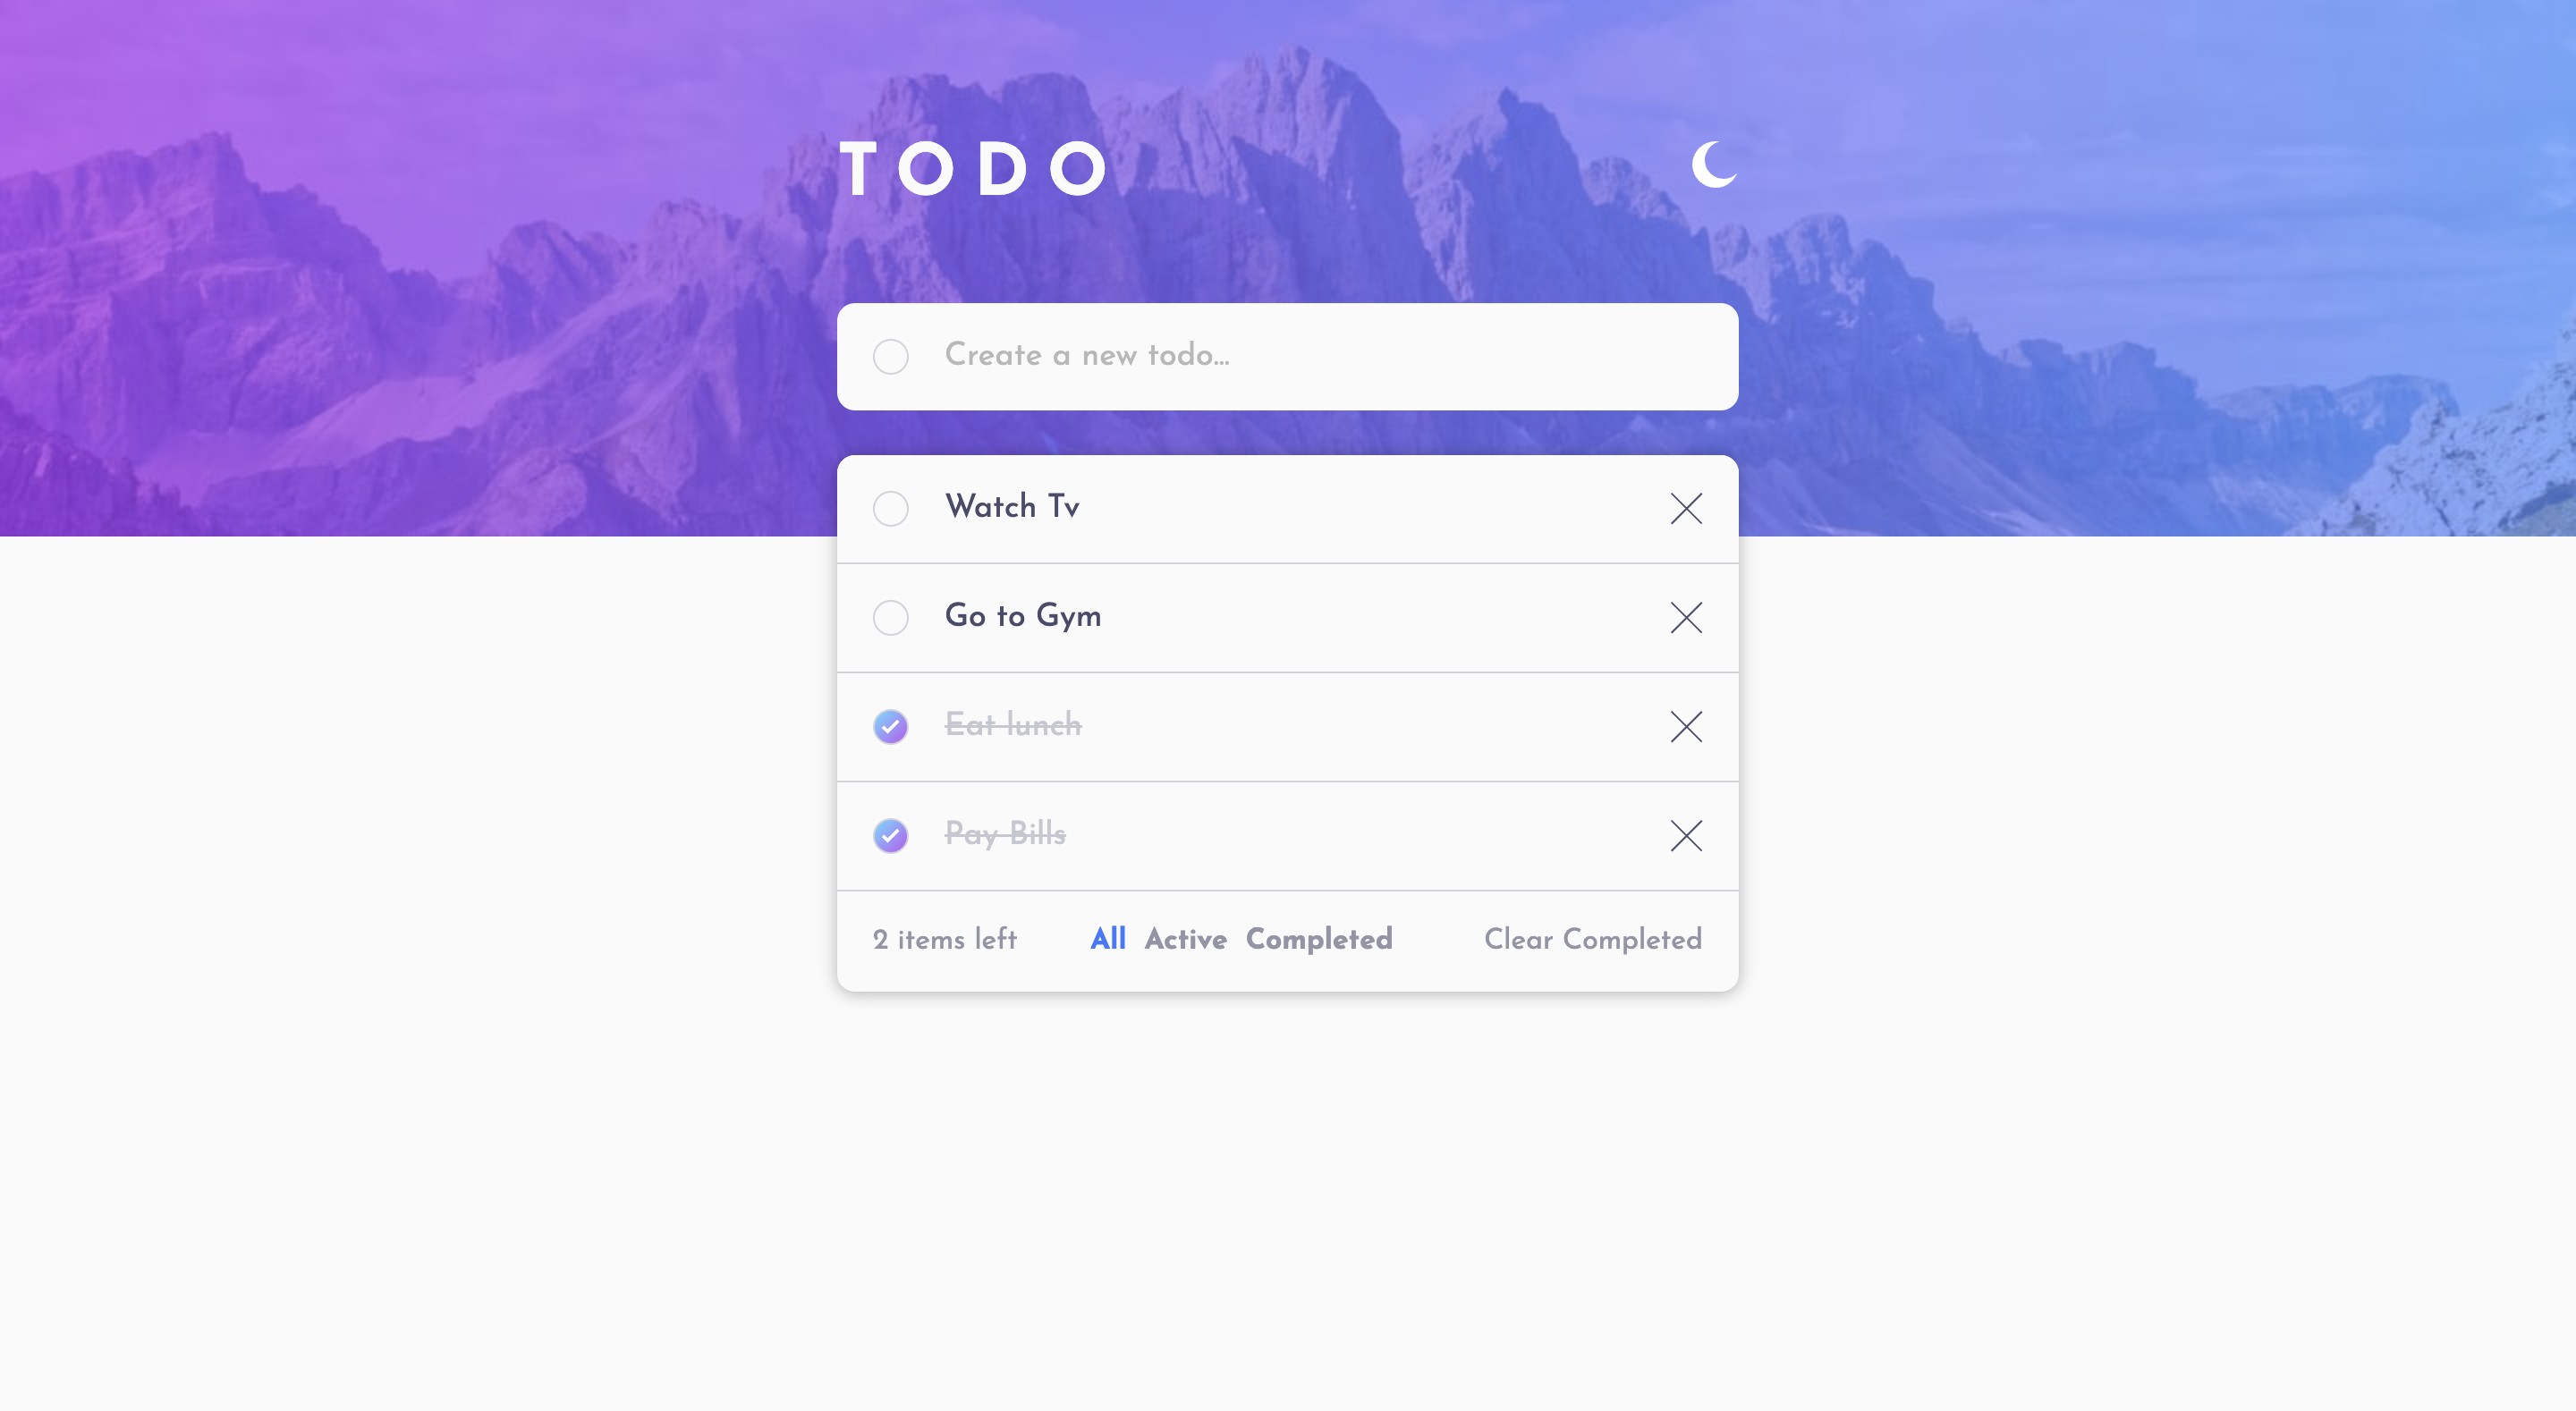 TODO
Create a new todo...
Watch Tv
Go to Gym
Eat lunch
Pay Bills
2 items left All Active Completed Clear Completed